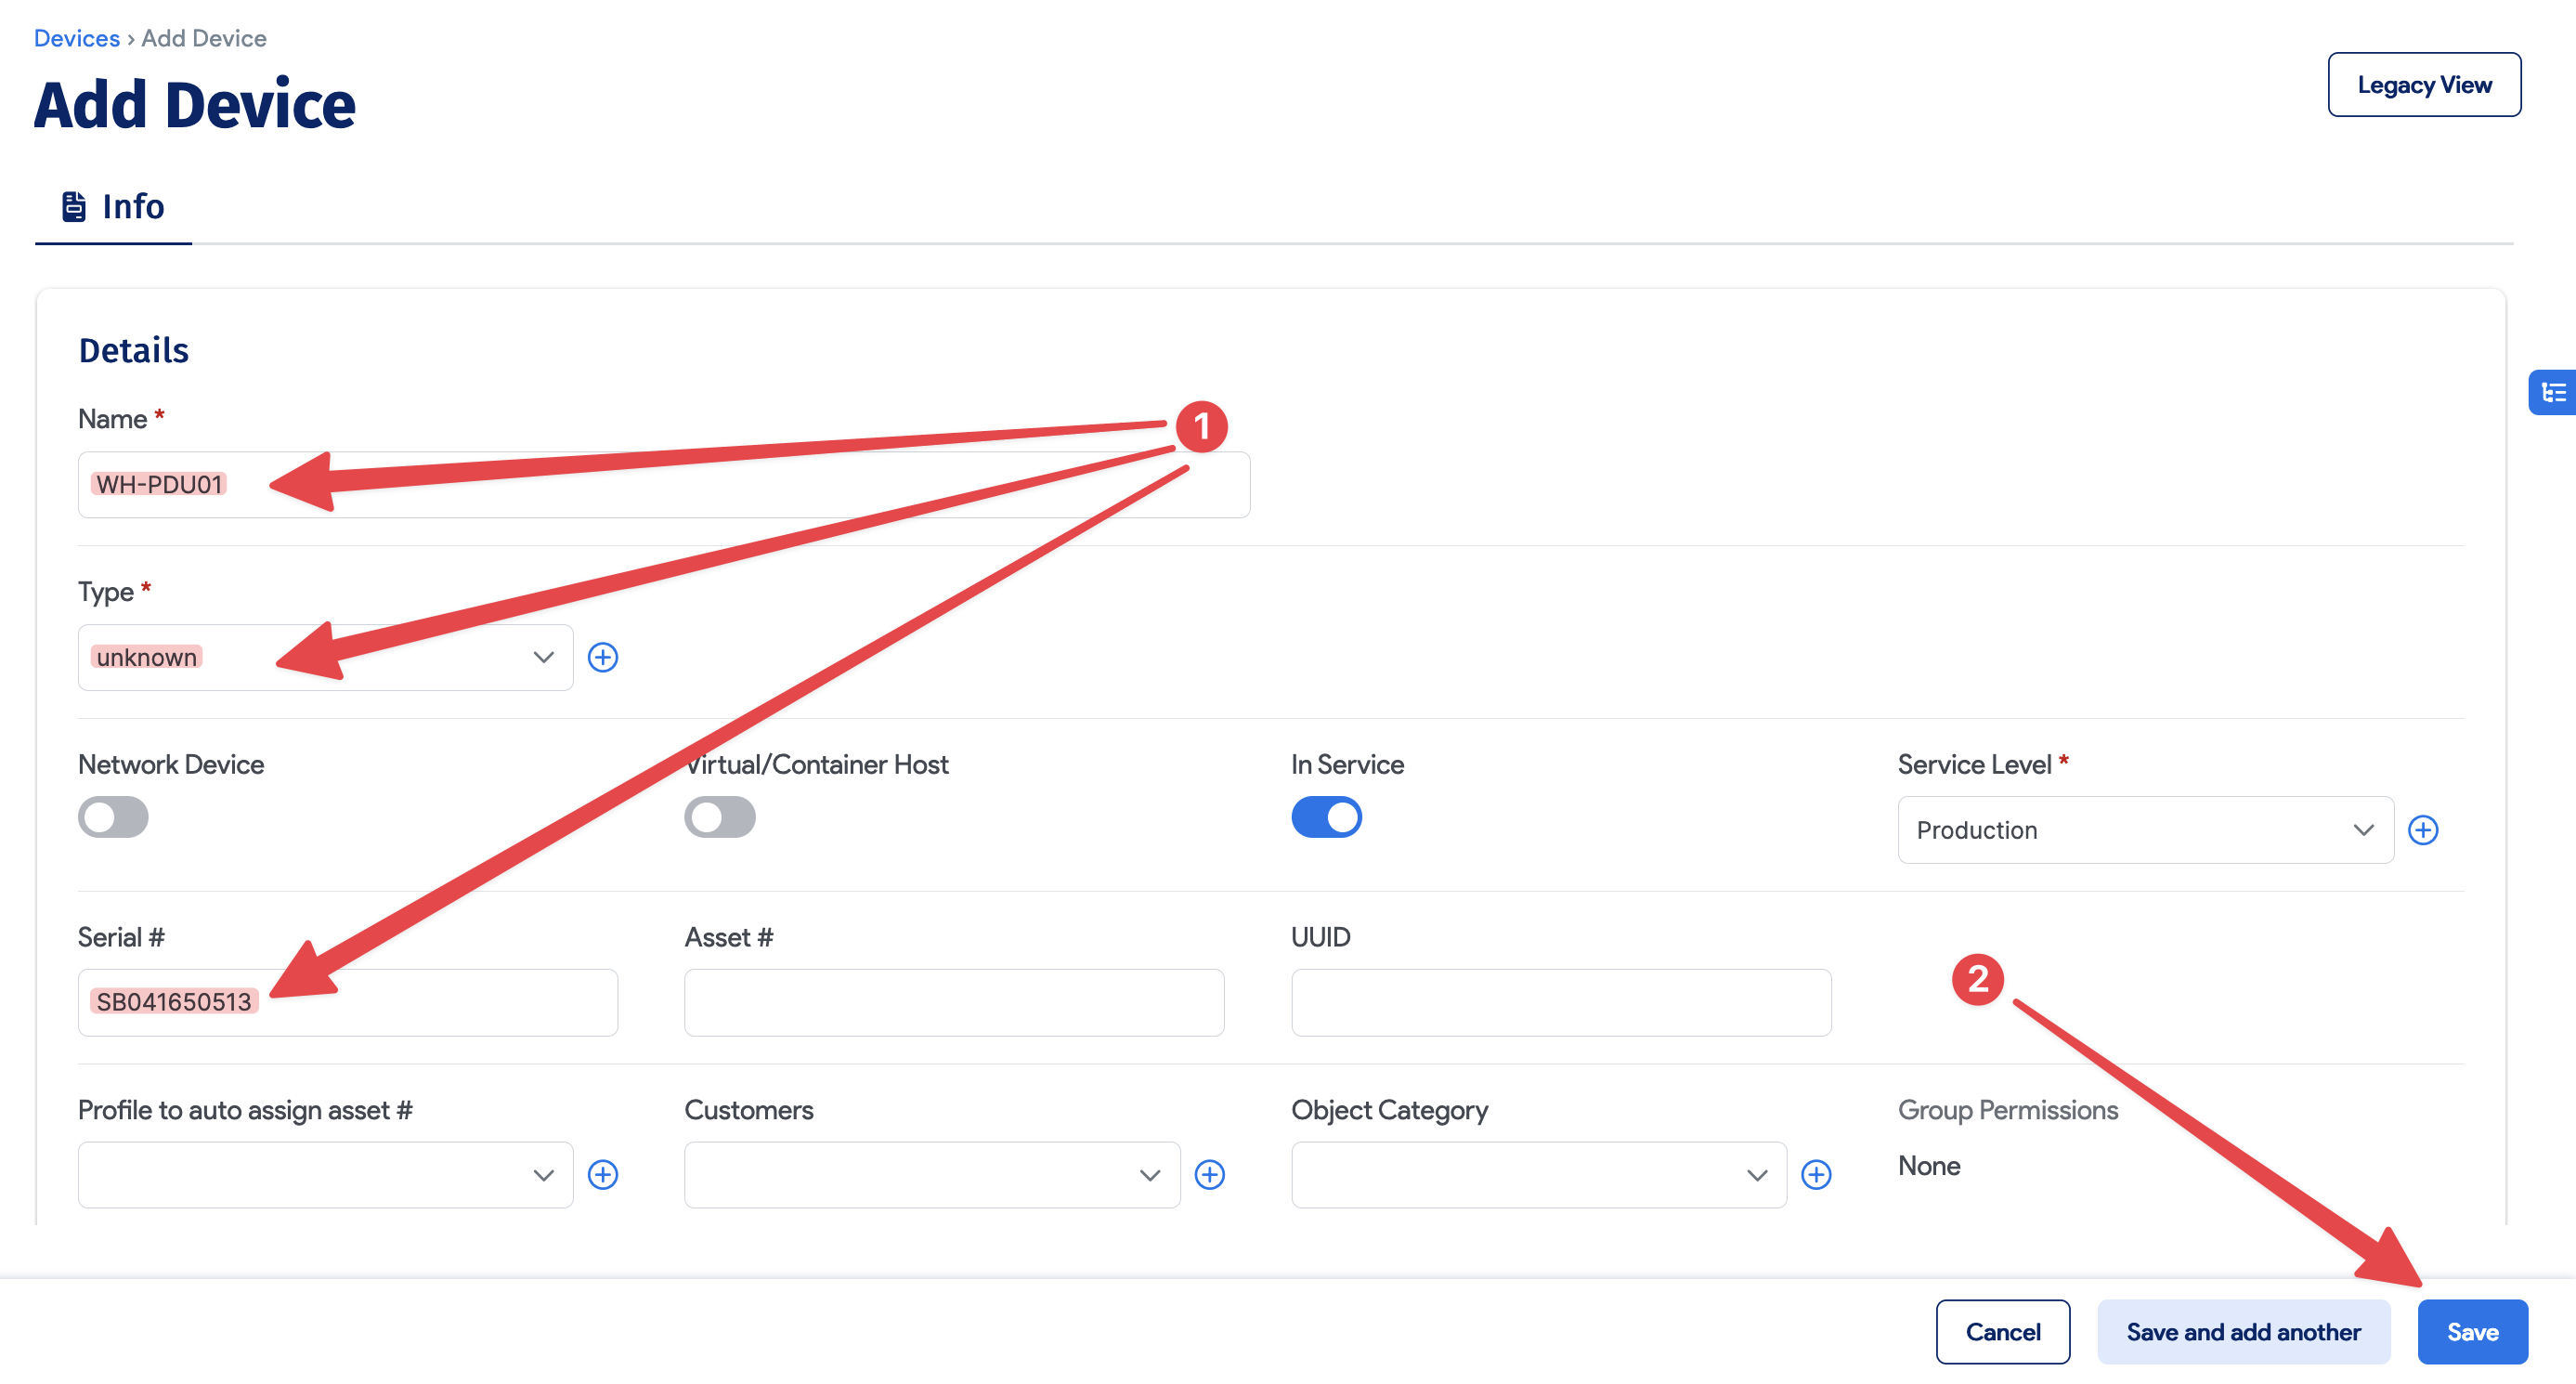 Devices › Add Device
Add Device
Legacy View
Info
Details
Name *
1
WH-PDU01
Type *
unknown
Network Device
Virtual/Container Host
In Service
Service Level *
Production
Serial #
Asset #
UUID
SB041650513
2
Profile to auto assign asset #
Customers
Object Category
Group Permissions
None
Cancel
Save and add another
Save